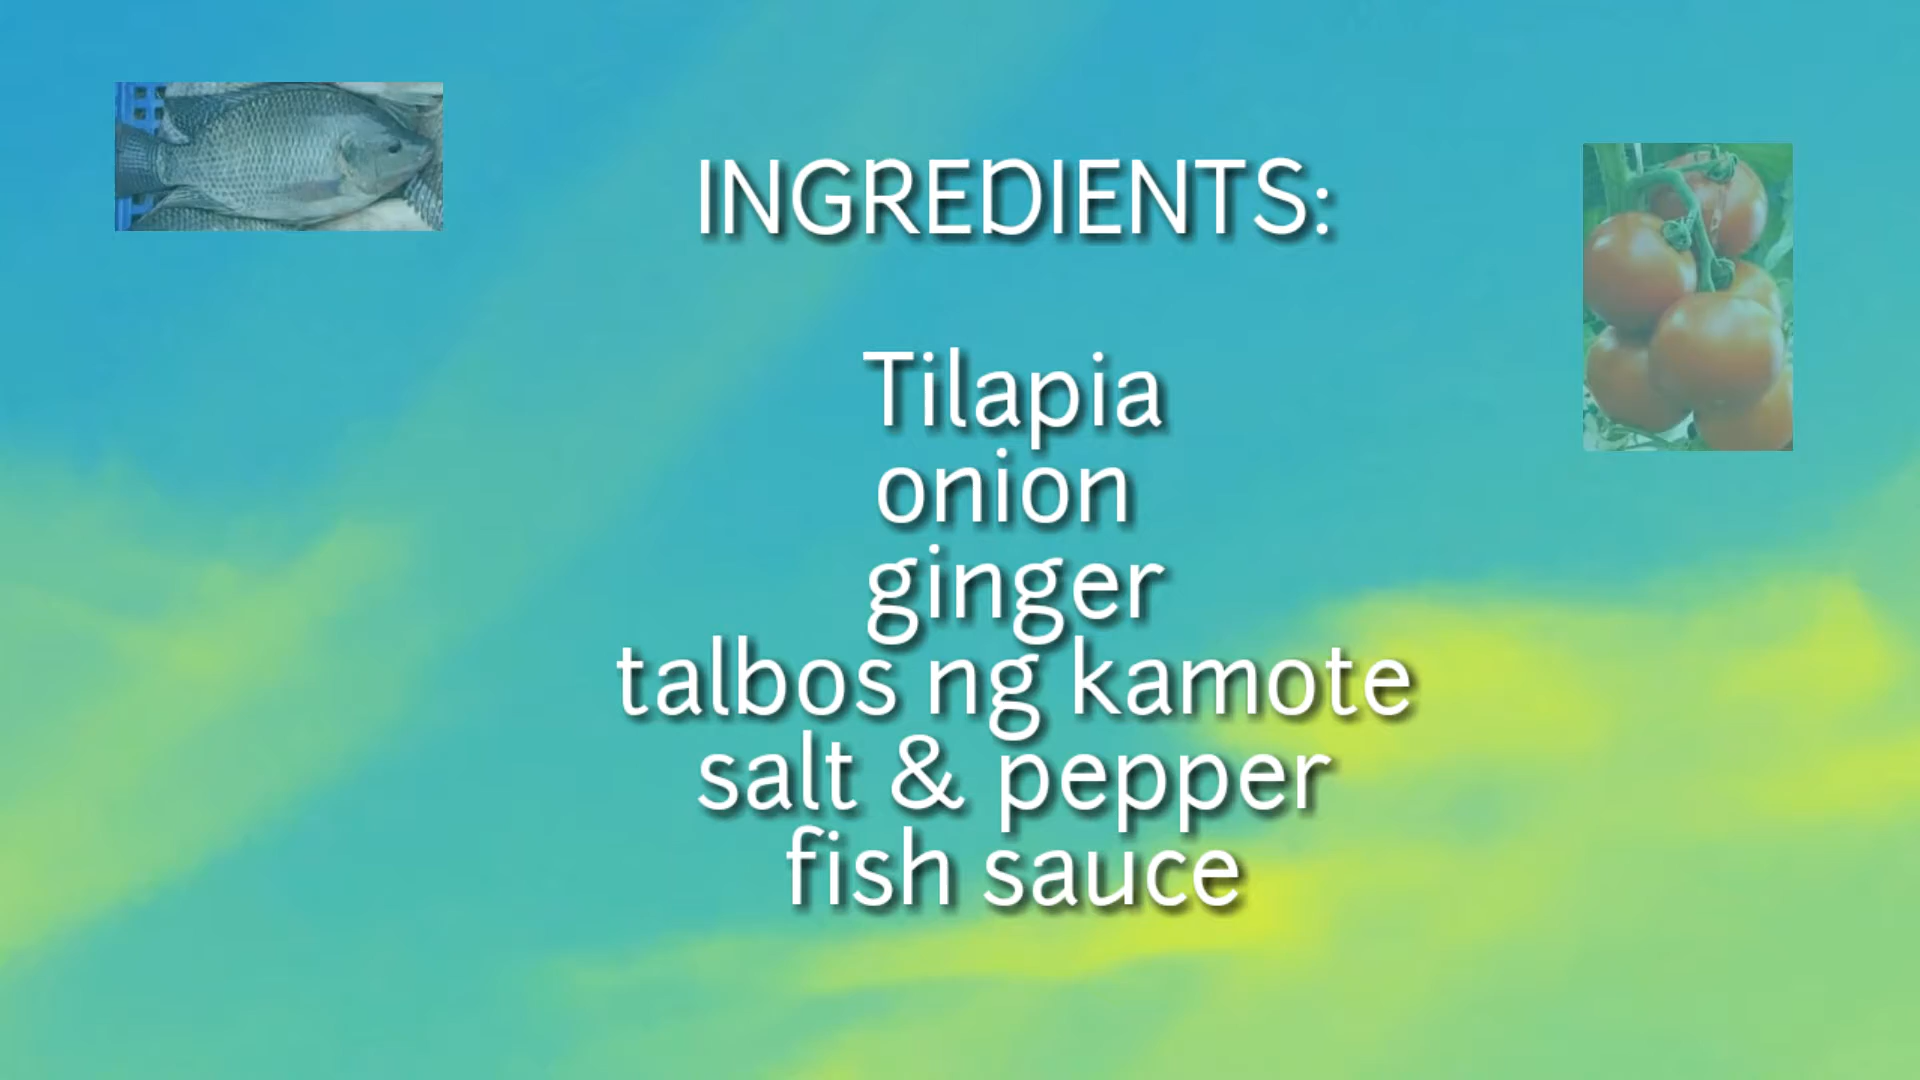 INGREDIENTS:
Tilapia
onion
ginger
talbos ng kamote
salt & pepper
fish sauce